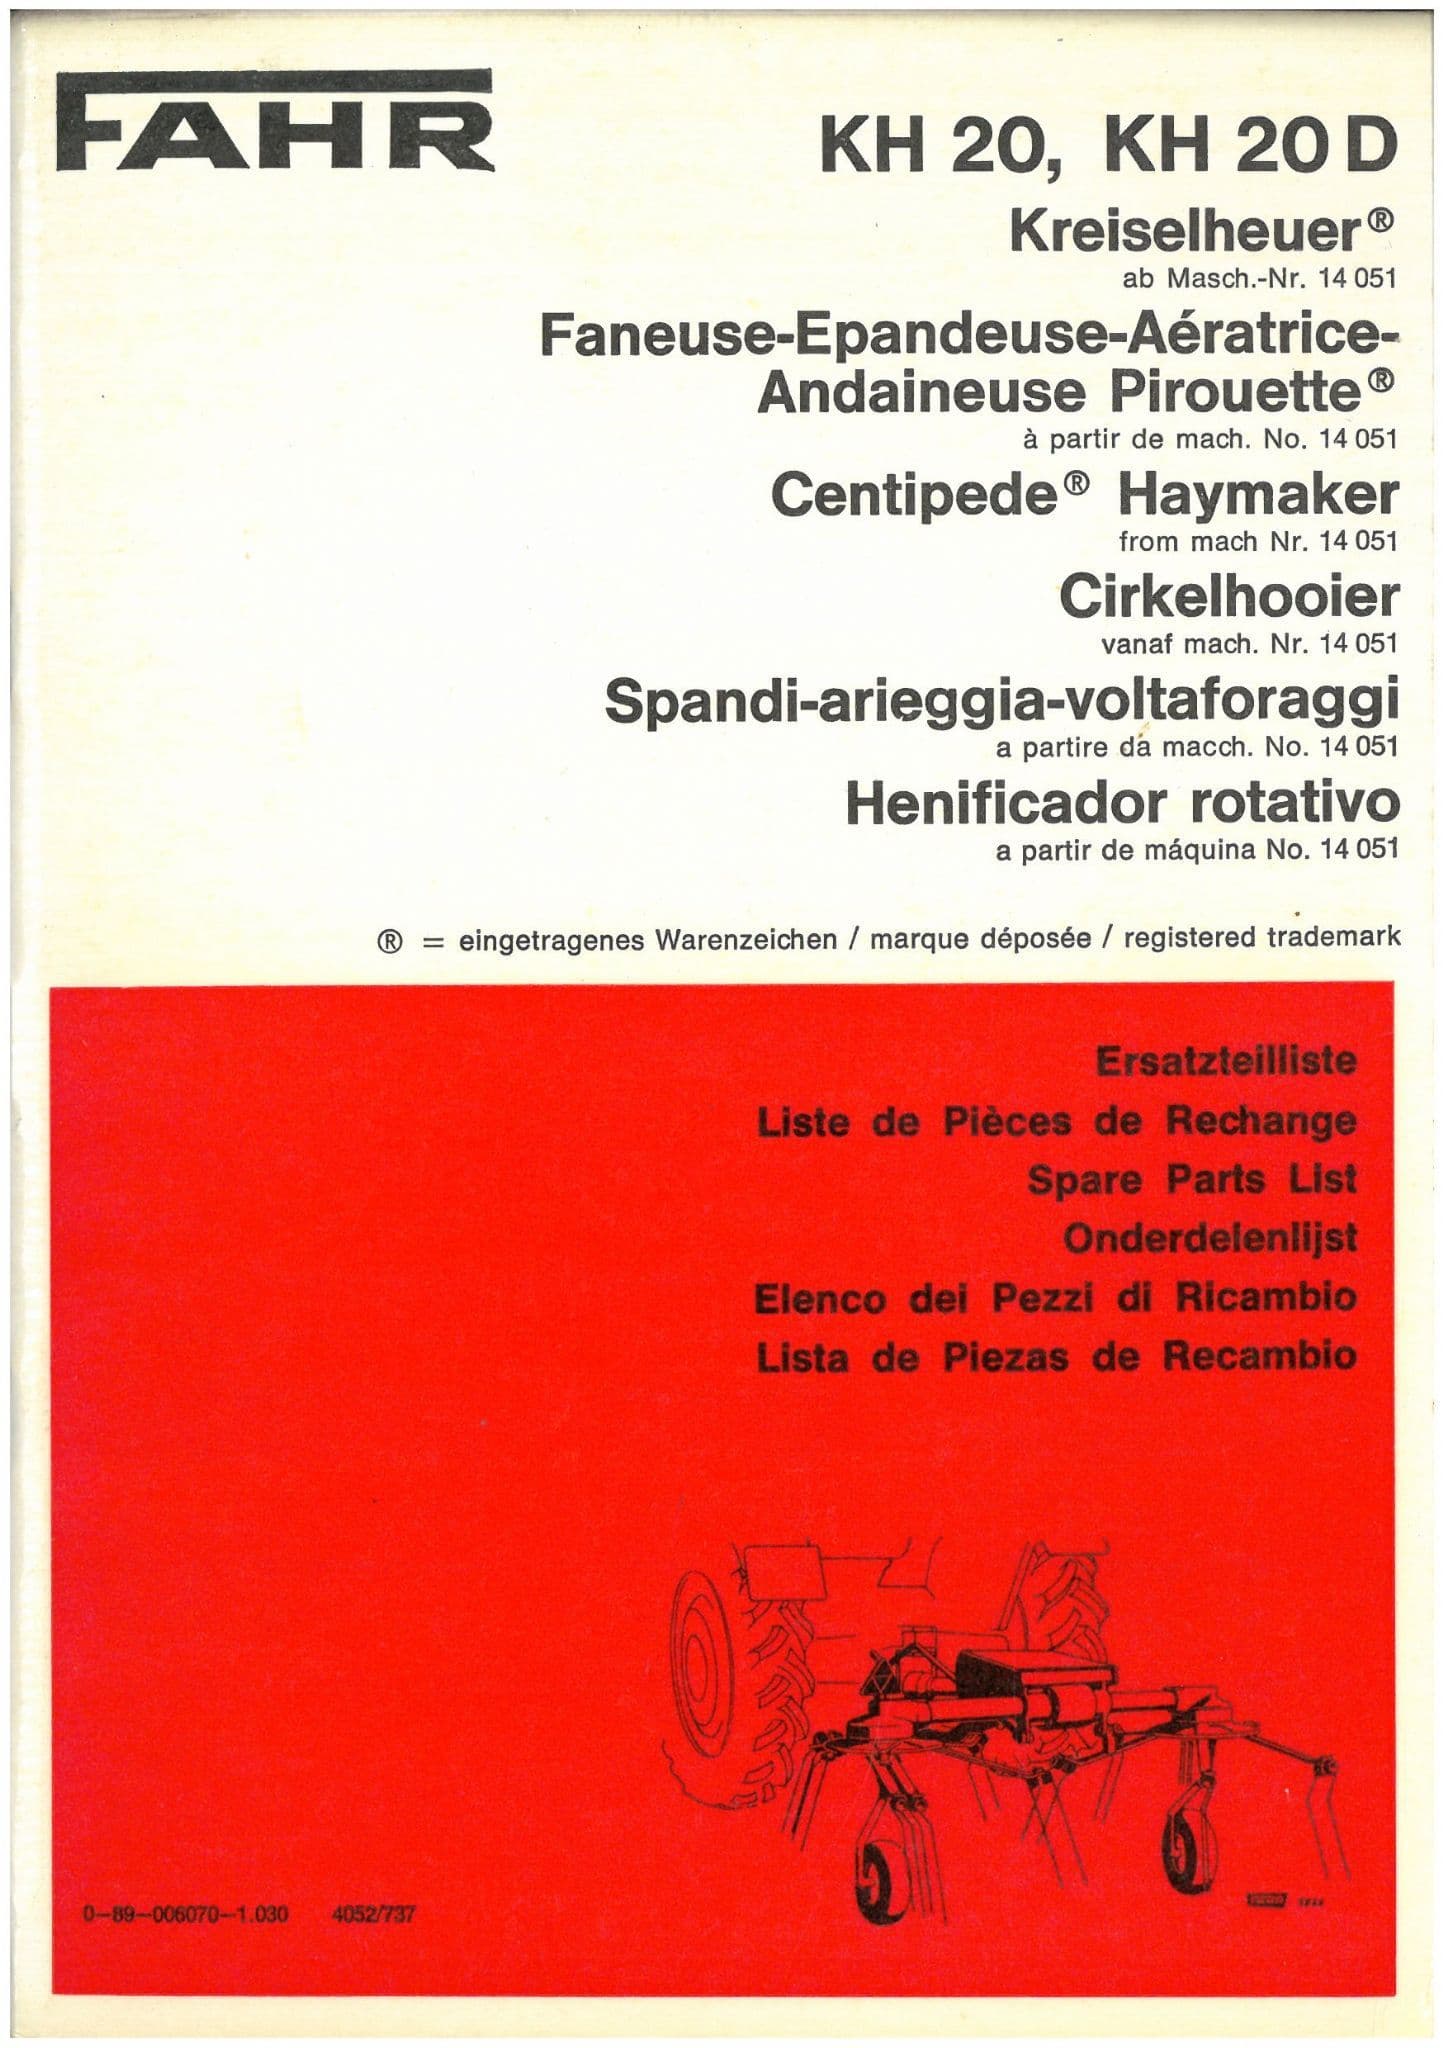 FAHR
KH 20, KH 20 D
Kreiselheuer®
ab Masch.-Nr. 14 051
Faneuse-Epandeuse-Aératrice-
Andaineuse Pirouette®
à partir de mach. No. 14 051
Centipede® Haymaker
from mach Nr. 14 051
Cirkelhooier
vanaf mach. Nr. 14 051
Spandi-arieggia-voltaforaggi
a partire da macch. No. 14 051
Henificador rotativo
a partir de máquina No. 14 051
® = eingetragenes Warenzeichen / marque déposée / registered trademark
Ersatzteilliste
Liste de Pièces de Rechange
Spare Parts List
Onderdelenlijst
Elenco dei Pezzi di Ricambio
Lista de Piezas de Recambio
0-89-006070-1.030 4052/737